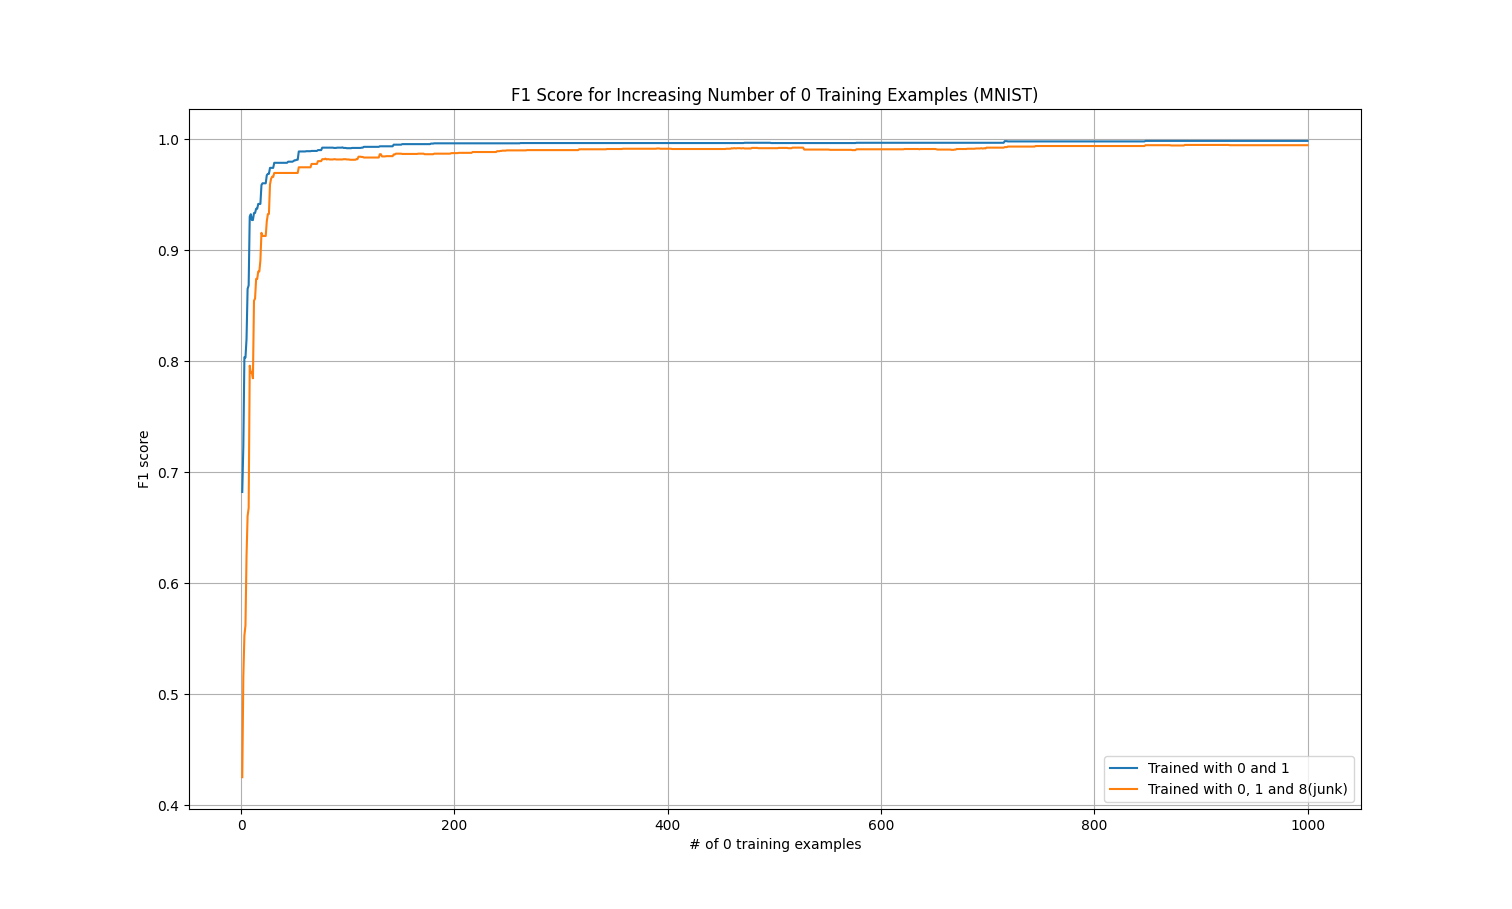 F1 Score for Increasing Number of 0 Training Examples (MNIST)
1.0
0.9
0.8
0.7
0.6
0.5
0.4
F1 score
Trained with 0 and 1
Trained with 0, 1 and 8(junk)
0 200 400 600 800 1000
# of 0 training examples